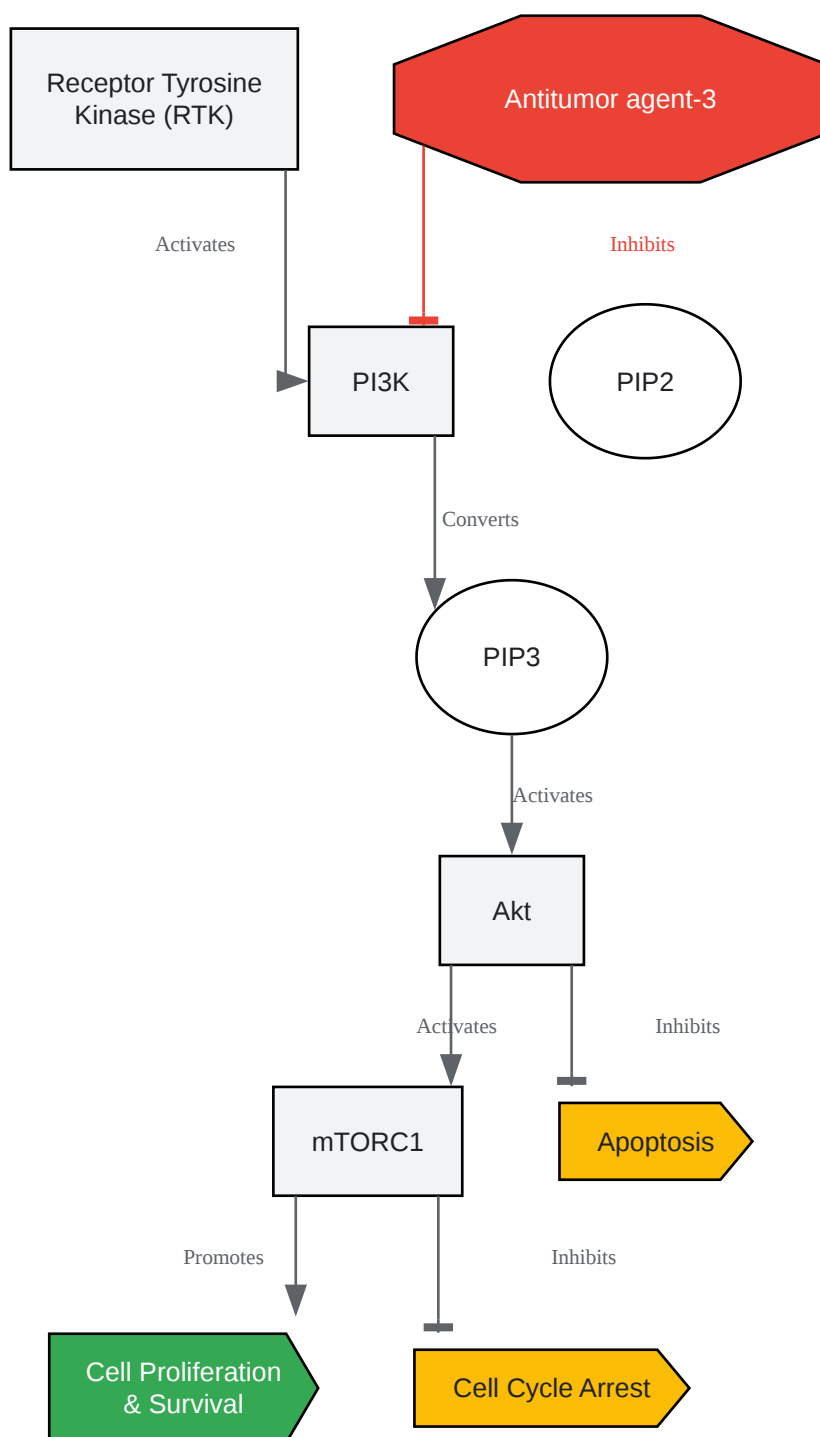 Receptor Tyrosine
Kinase (RTK)
Antitumor agent-3
Activates
Inhibits
PI3K
PIP2
Converts
PIP3
Activates
Akt
Activates
Inhibits
mTORC1
Apoptosis
Promotes
Inhibits
Cell Proliferation
& Survival
Cell Cycle Arrest